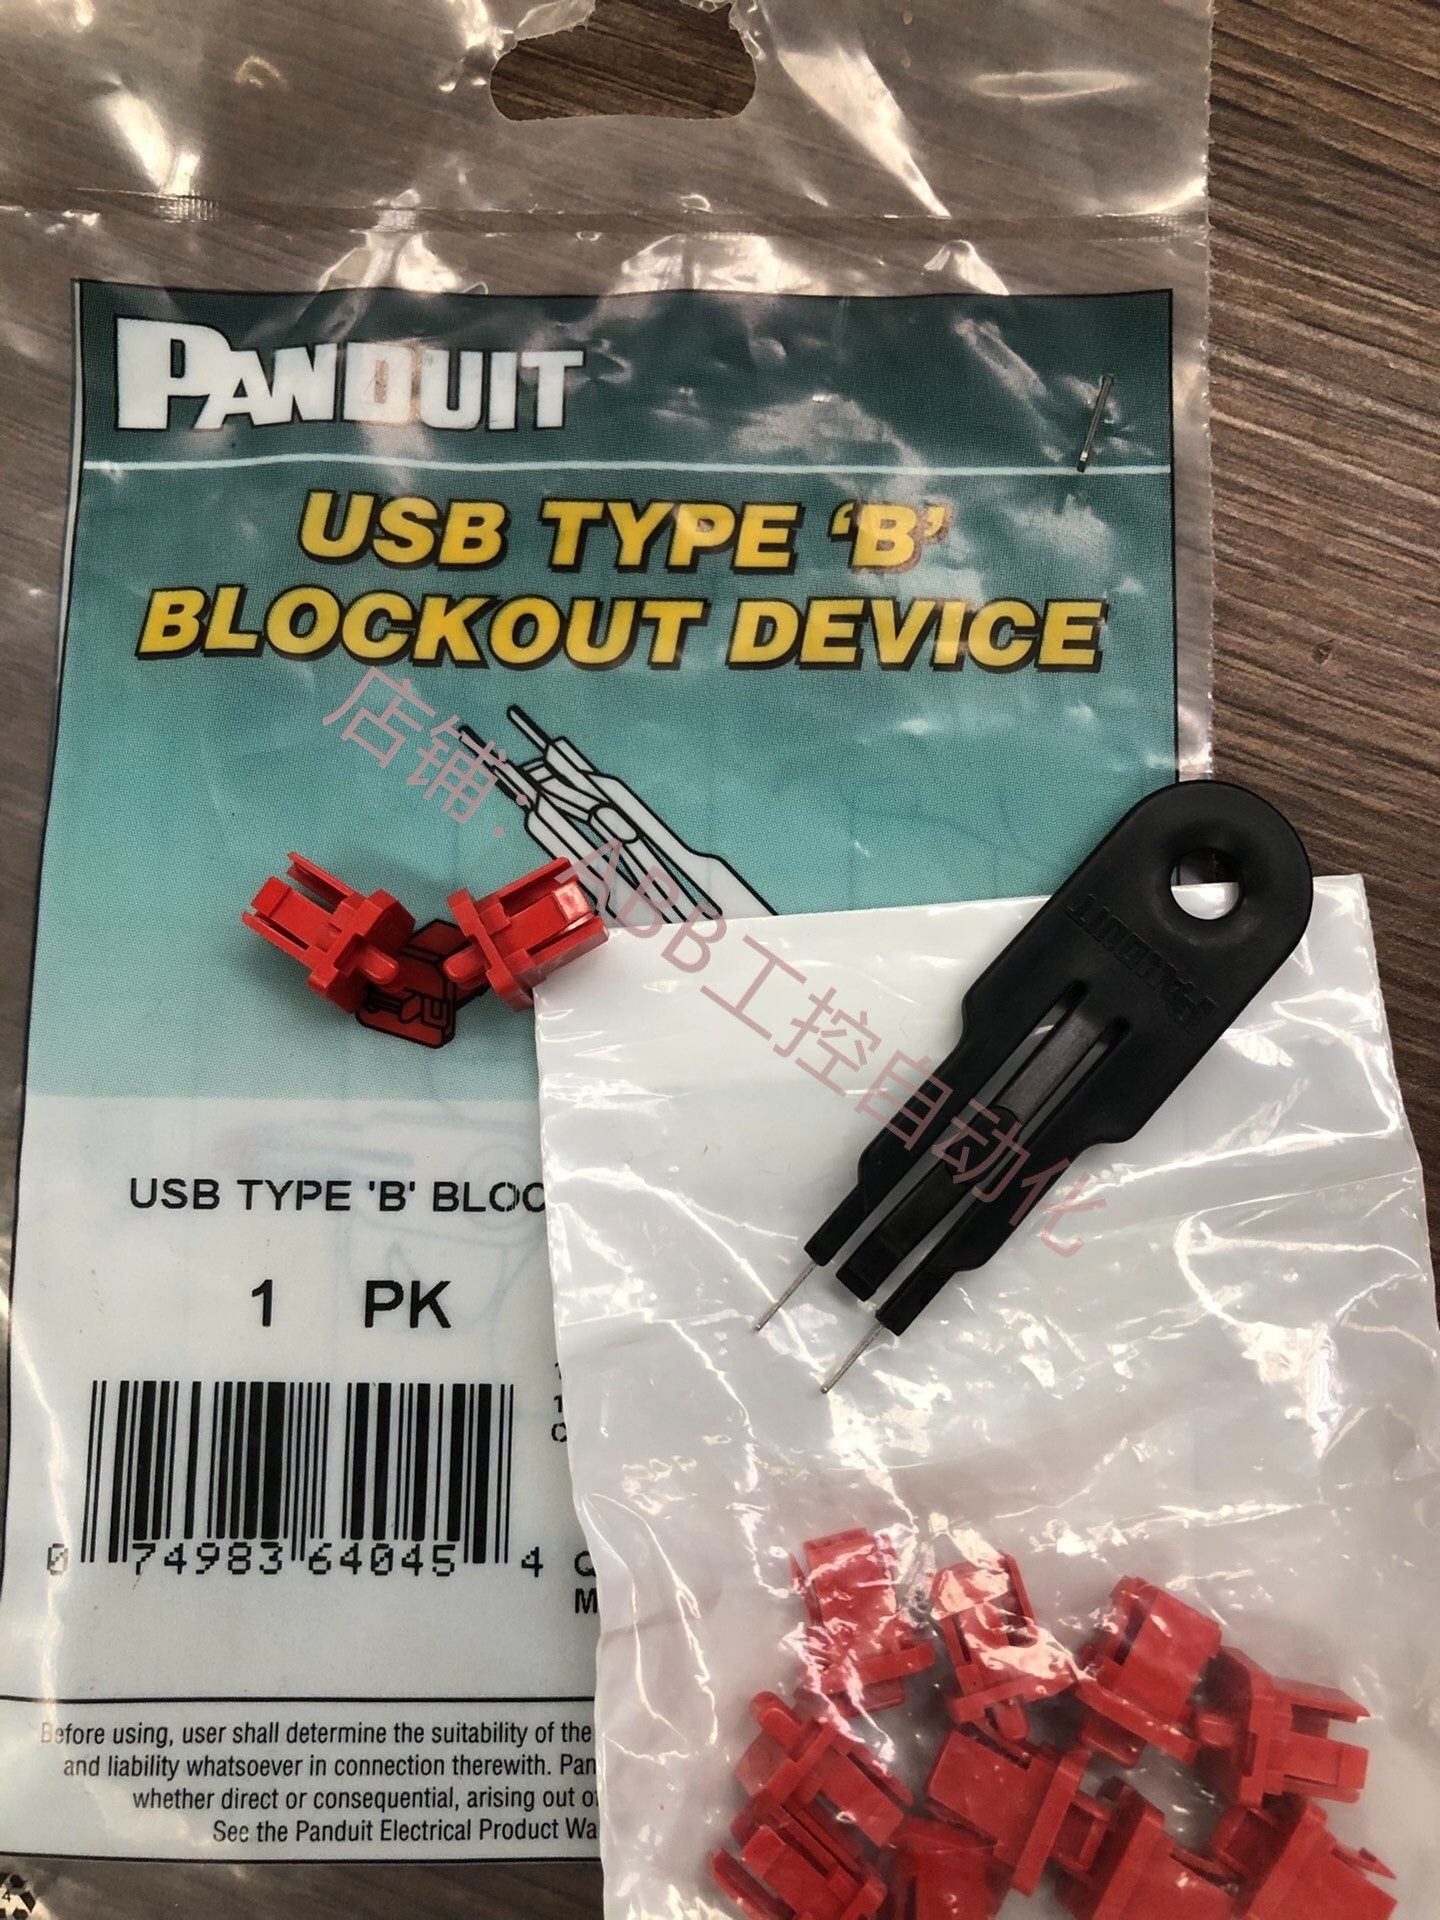 PANDUIT
USB TYPE ‘B’
BLOCKOUT DEVICE
店铺：ABB工控自动化
PANDUIT
USB TYPE 'B' BLOC
1 PK
0 74983 64045 4
Before using, user shall determine the suitability of the
and liability whatsoever in connection therewith. Pan
whether direct or consequential, arising out o
See the Panduit Electrical Product Wa